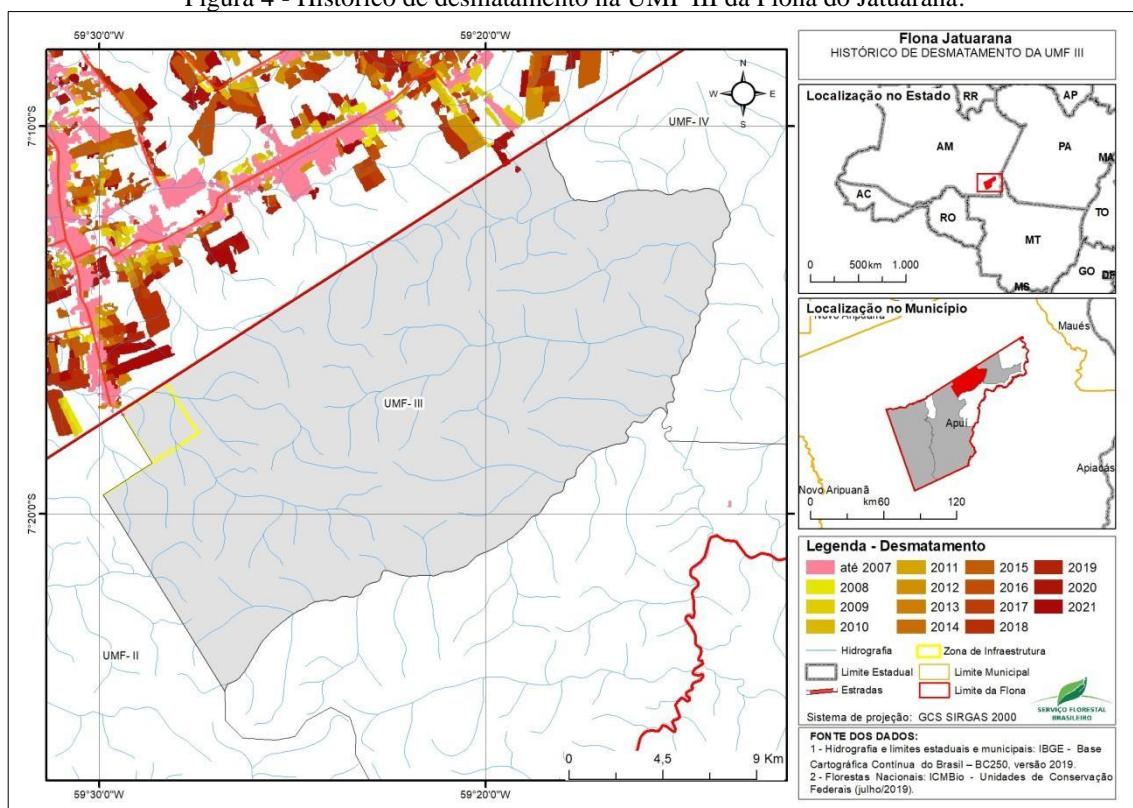 Figura 4 - Histórico de desmatamento na UMF III da Flona do Jatuarana.
59°30'0"W
59°20'0"W
N
W
E
S
7°10'0"S
UMF- IV
UMF- III
7°20'0"S
UMF- II
0
4,5
9 Km
59°30'0"W
59°20'0"W
Flona Jatuarana
HISTÓRICO DE DESMATAMENTO DA UMF III
Localização no Estado
RR
AP
AM
PA
MA
AC
RO
TO
MT
GO
DF
MS
0
500km
1.000
Localização no Município
Novo Aripuanã
Maués
Apuí
Apiacás
Novo Aripuanã
0
km60
120
Legenda - Desmatamento
até 2007
2011
2015
2019
2008
2012
2016
2020
2009
2013
2017
2021
2010
2014
2018
Hidrografia
Zona de Infraestrutura
Limite Estadual
Limite Municipal
Estradas
Limite da Flona
SERVIÇO FLORESTAL
BRASILEIRO
Sistema de projeção: GCS SIRGAS 2000
FONTE DOS DADOS:
1 - Hidrografia e limites estaduais e municipais: IBGE - Base
Cartográfica Contínua do Brasil – BC250, versão 2019.
2 - Florestas Nacionais: ICMBio - Unidades de Conservação
Federais (julho/2019).